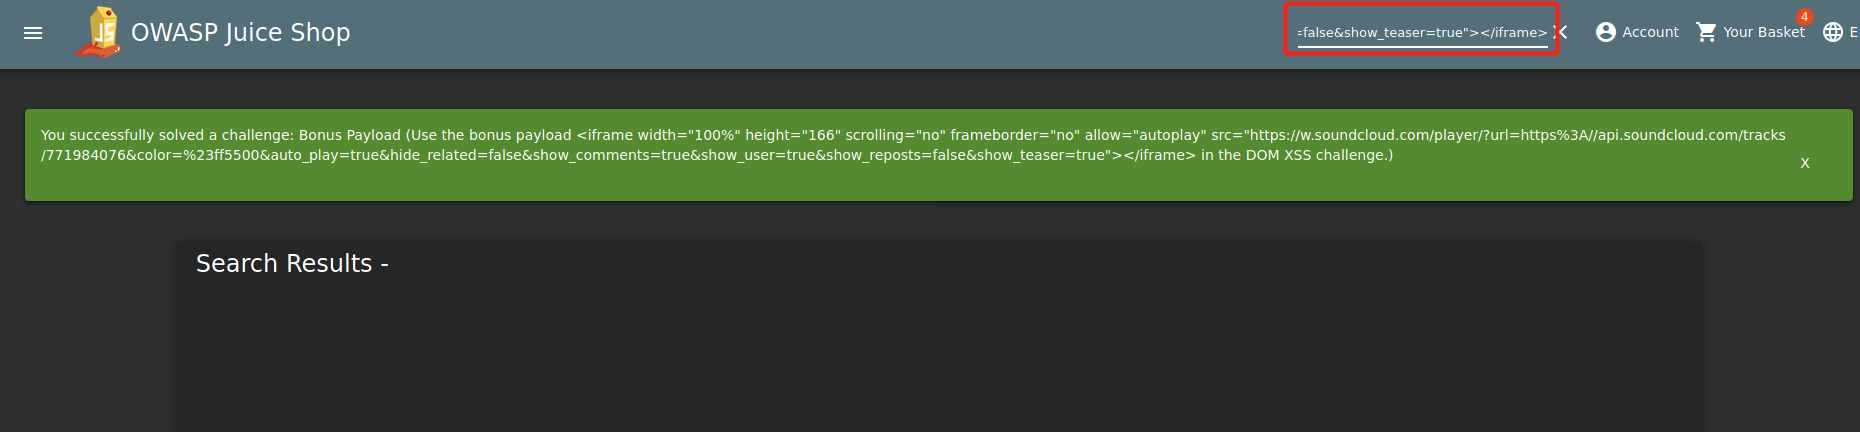 OWASP Juice Shop
=false&show_teaser=true"></iframe>
Account
4
Your Basket
E
You successfully solved a challenge: Bonus Payload (Use the bonus payload <iframe width="100%" height="166" scrolling="no" frameborder="no" allow="autoplay" src="https://w.soundcloud.com/player/?url=https%3A//api.soundcloud.com/tracks
/771984076&color=%23ff5500&auto_play=true&hide_related=false&show_comments=true&show_user=true&show_reposts=false&show_teaser=true"></iframe> in the DOM XSS challenge.)
X
Search Results -